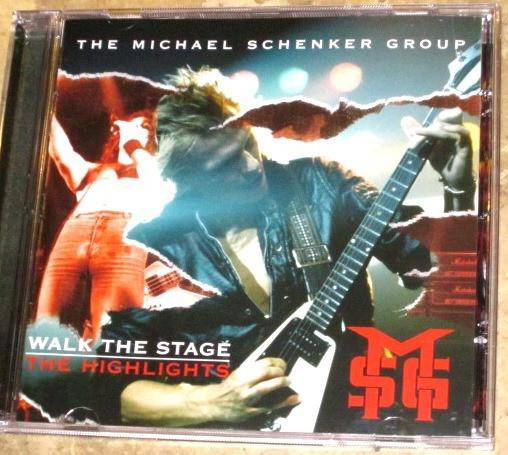 THE MICHAEL SCHENKER GROUP
WALK THE STAGE
THE HIGHLIGHTS
MSG